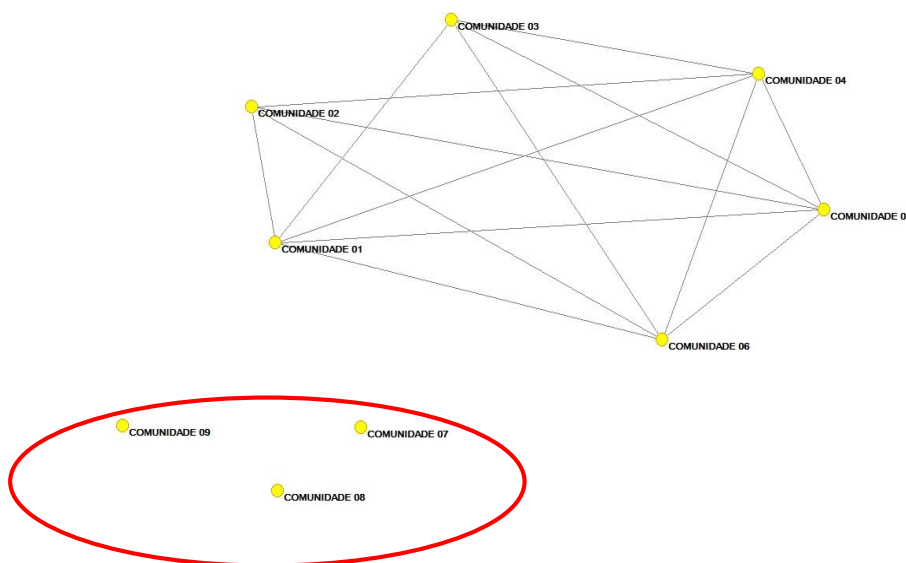 COMUNIDADE 03
COMUNIDADE 04
COMUNIDADE 02
COMUNIDADE 0
COMUNIDADE 01
COMUNIDADE 06
COMUNIDADE 09
COMUNIDADE 07
COMUNIDADE 08